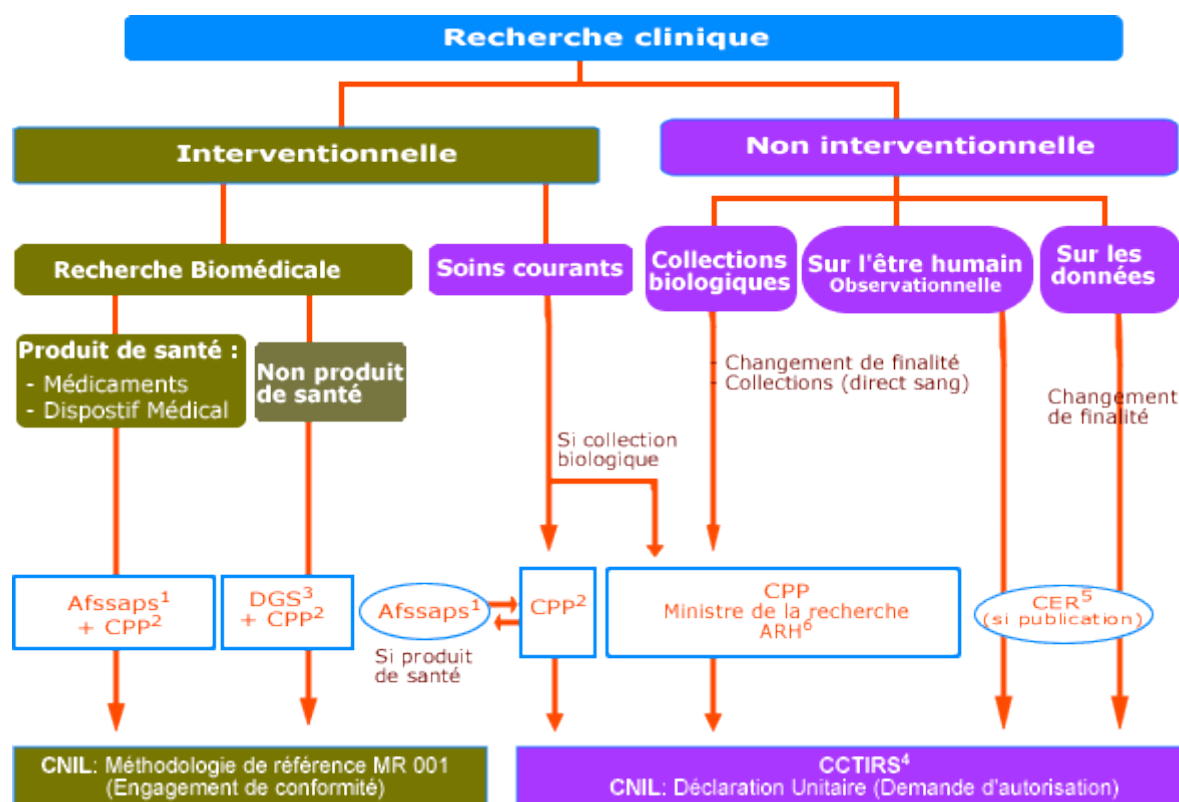 Recherche clinique
Interventionnelle
Non interventionnelle
Recherche Biomédicale
Soins courants
Collections
biologiques
Sur l'être humain
Observationnelle
Sur les
données
Produit de santé :
- Médicaments
- Dispostif Médical
Non produit
de santé
- Changement de finalité
- Collections (direct sang)
Changement
de finalité
Si collection
biologique
Afssaps1
+ CPP2
DGS3
+ CPP2
Afssaps1
Si produit
de santé
CPP2
CPP
Ministre de la recherche
ARH6
CER5
(si publication)
CNIL: Méthodologie de référence MR 001
(Engagement de conformité)
CCTIRS4
CNIL: Déclaration Unitaire (Demande d'autorisation)